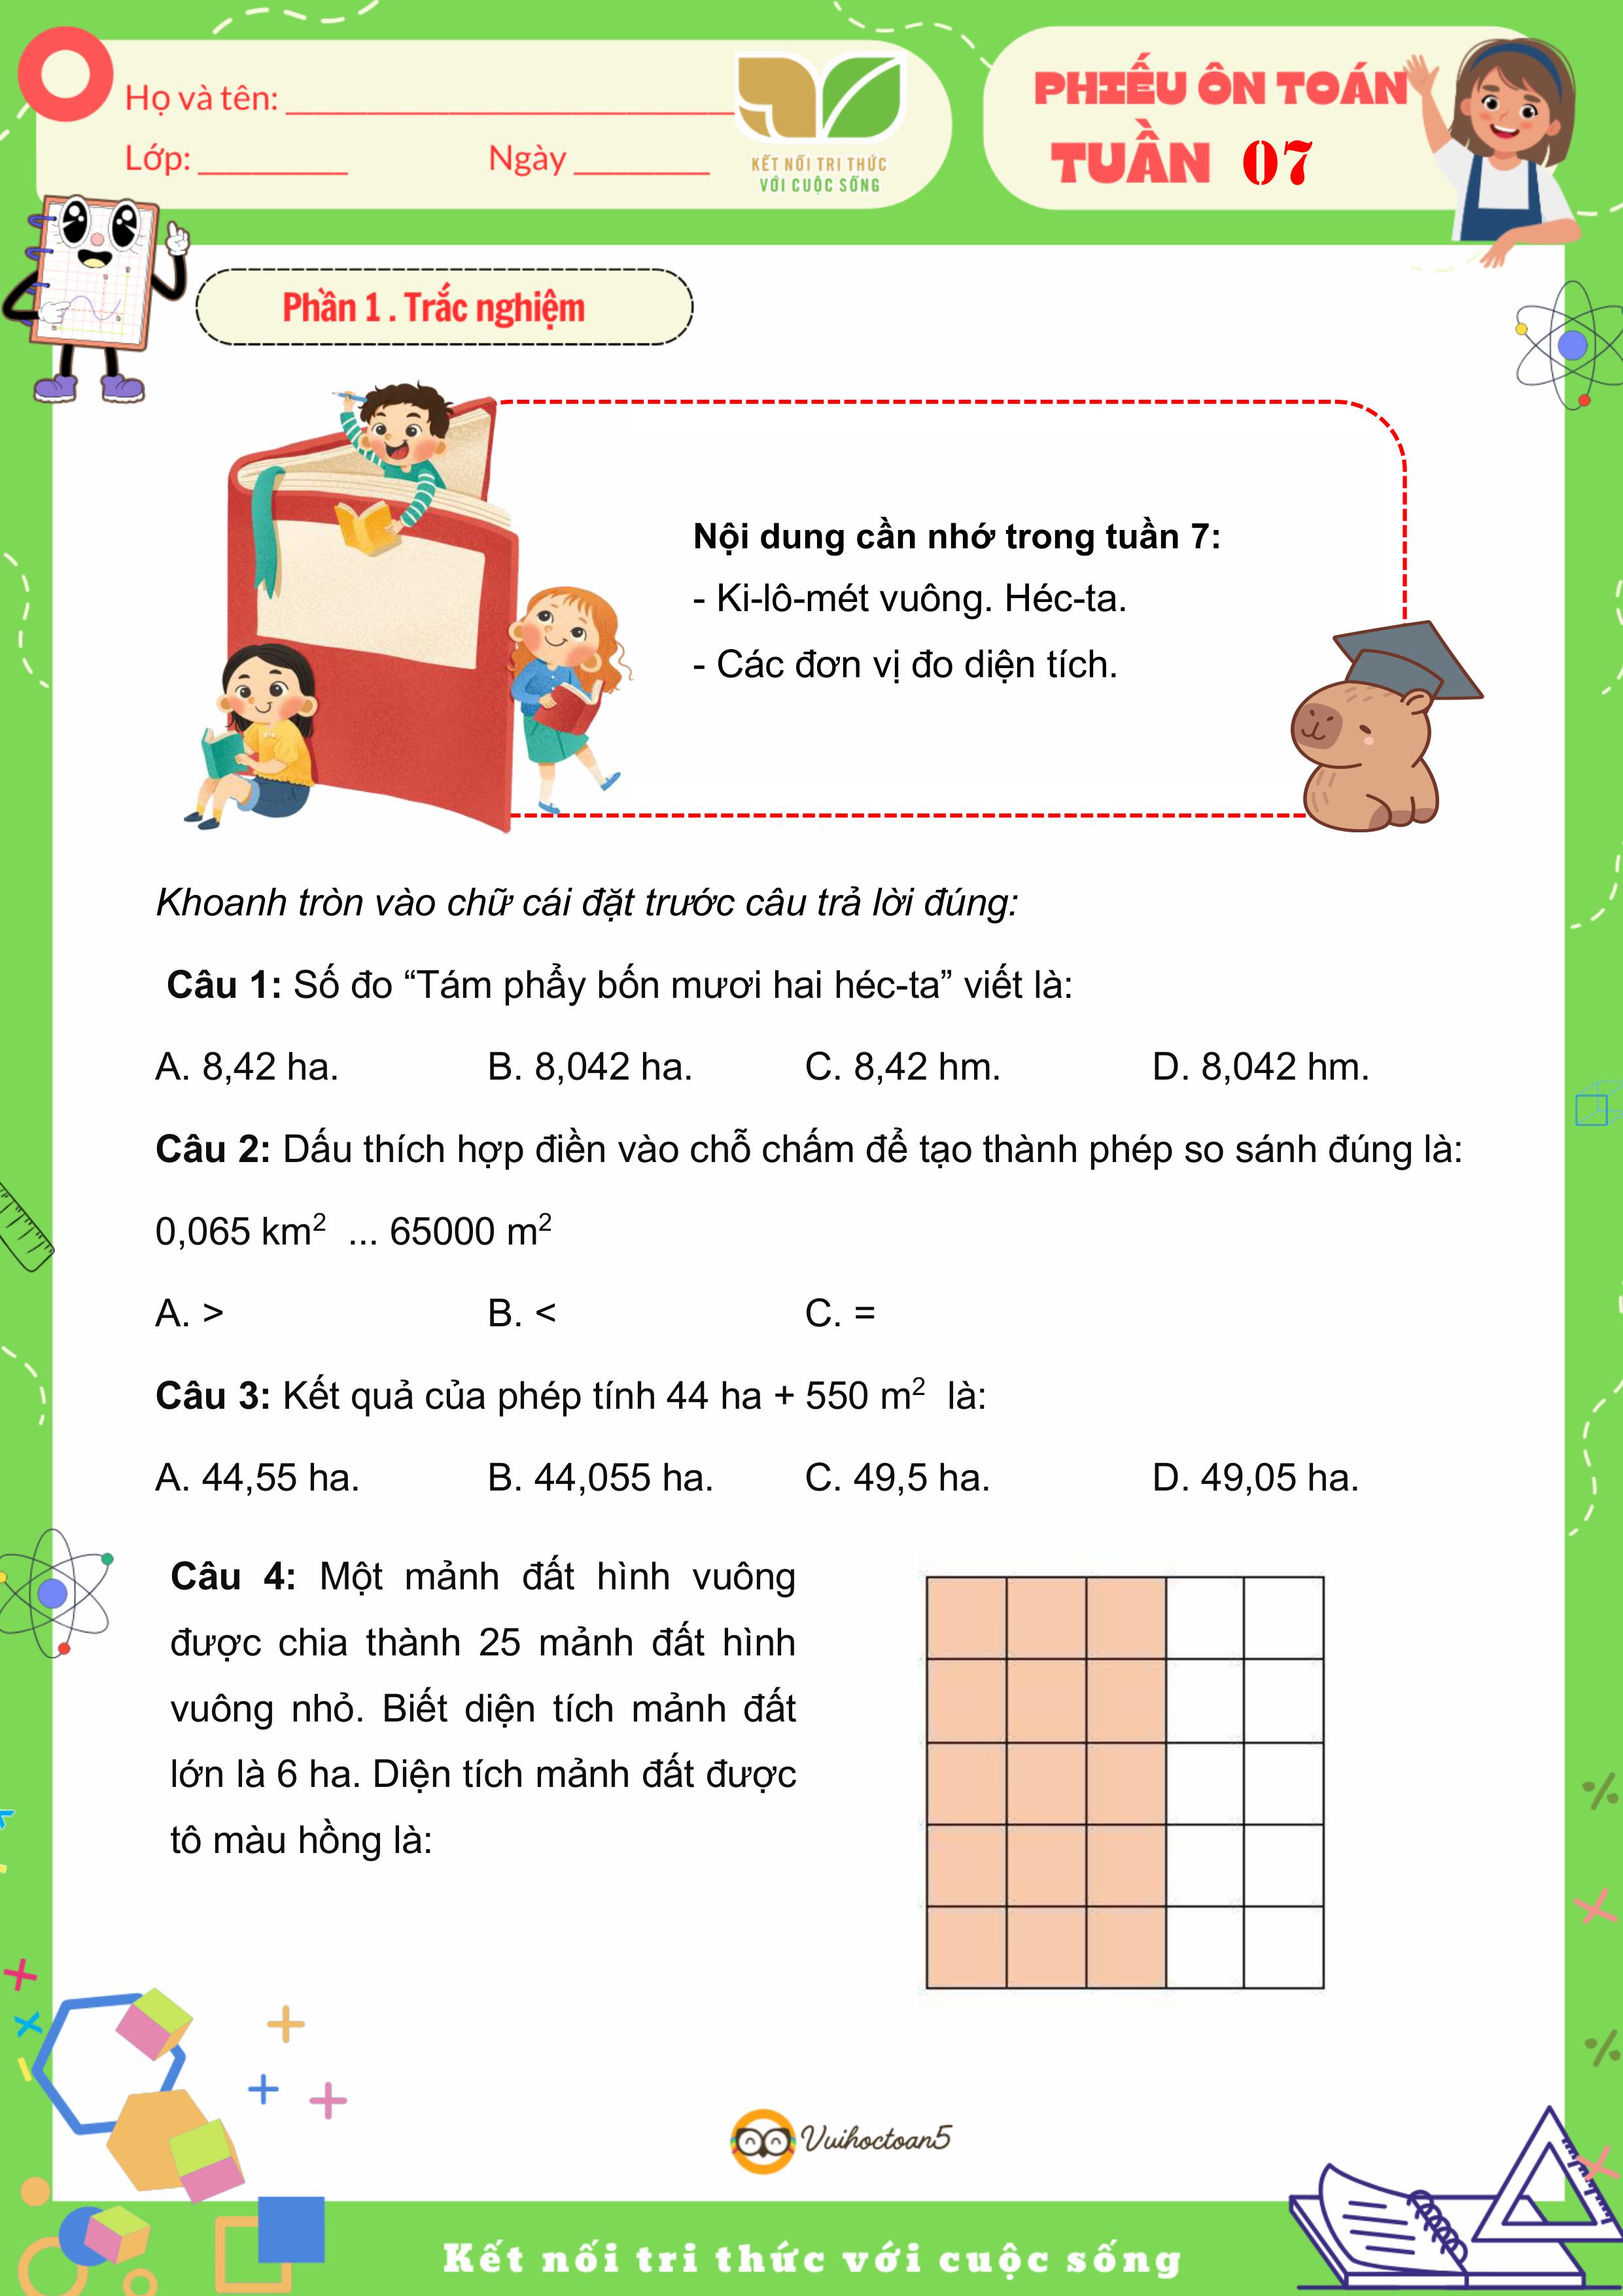 Họ và tên: ______________________
Lớp: ________ Ngày _______
KẾT NỐI TRI THỨC
VỚI CUỘC SỐNG
PHIẾU ÔN TOÁN
TUẦN 07
Phần 1 . Trắc nghiệm
Nội dung cần nhớ trong tuần 7:
- Ki-lô-mét vuông. Héc-ta.
- Các đơn vị đo diện tích.
Khoanh tròn vào chữ cái đặt trước câu trả lời đúng:
Câu 1: Số đo “Tám phẩy bốn mươi hai héc-ta” viết là:
A. 8,42 ha. B. 8,042 ha. C. 8,42 hm. D. 8,042 hm.
Câu 2: Dấu thích hợp điền vào chỗ chấm để tạo thành phép so sánh đúng là:
0,065 km² ... 65000 m²
A. > B. < C. =
Câu 3: Kết quả của phép tính 44 ha + 550 m² là:
A. 44,55 ha. B. 44,055 ha. C. 49,5 ha. D. 49,05 ha.
Câu 4: Một mảnh đất hình vuông
được chia thành 25 mảnh đất hình
vuông nhỏ. Biết diện tích mảnh đất
lớn là 6 ha. Diện tích mảnh đất được
tô màu hồng là:
Vuihoctoan5
Kết nối tri thức với cuộc sống